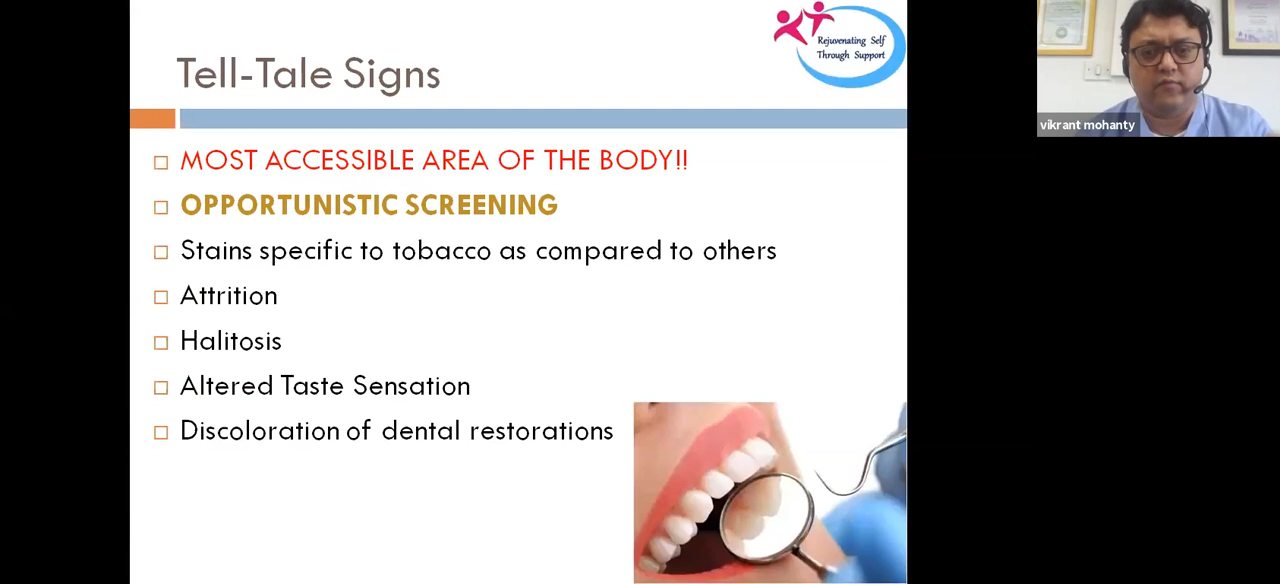 Rejuvenating Self
Through Support
Tell-Tale Signs
MOST ACCESSIBLE AREA OF THE BODY!!
OPPORTUNISTIC SCREENING
Stains specific to tobacco as compared to others
Attrition
Halitosis
Altered Taste Sensation
Discoloration of dental restorations
vikrant mohanty